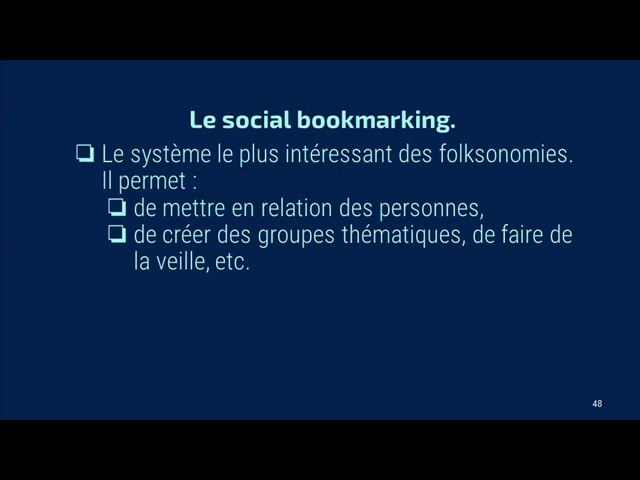 Le social bookmarking.
❏ Le système le plus intéressant des folksonomies.
Il permet :
❏ de mettre en relation des personnes,
❏ de créer des groupes thématiques, de faire de
la veille, etc.
48